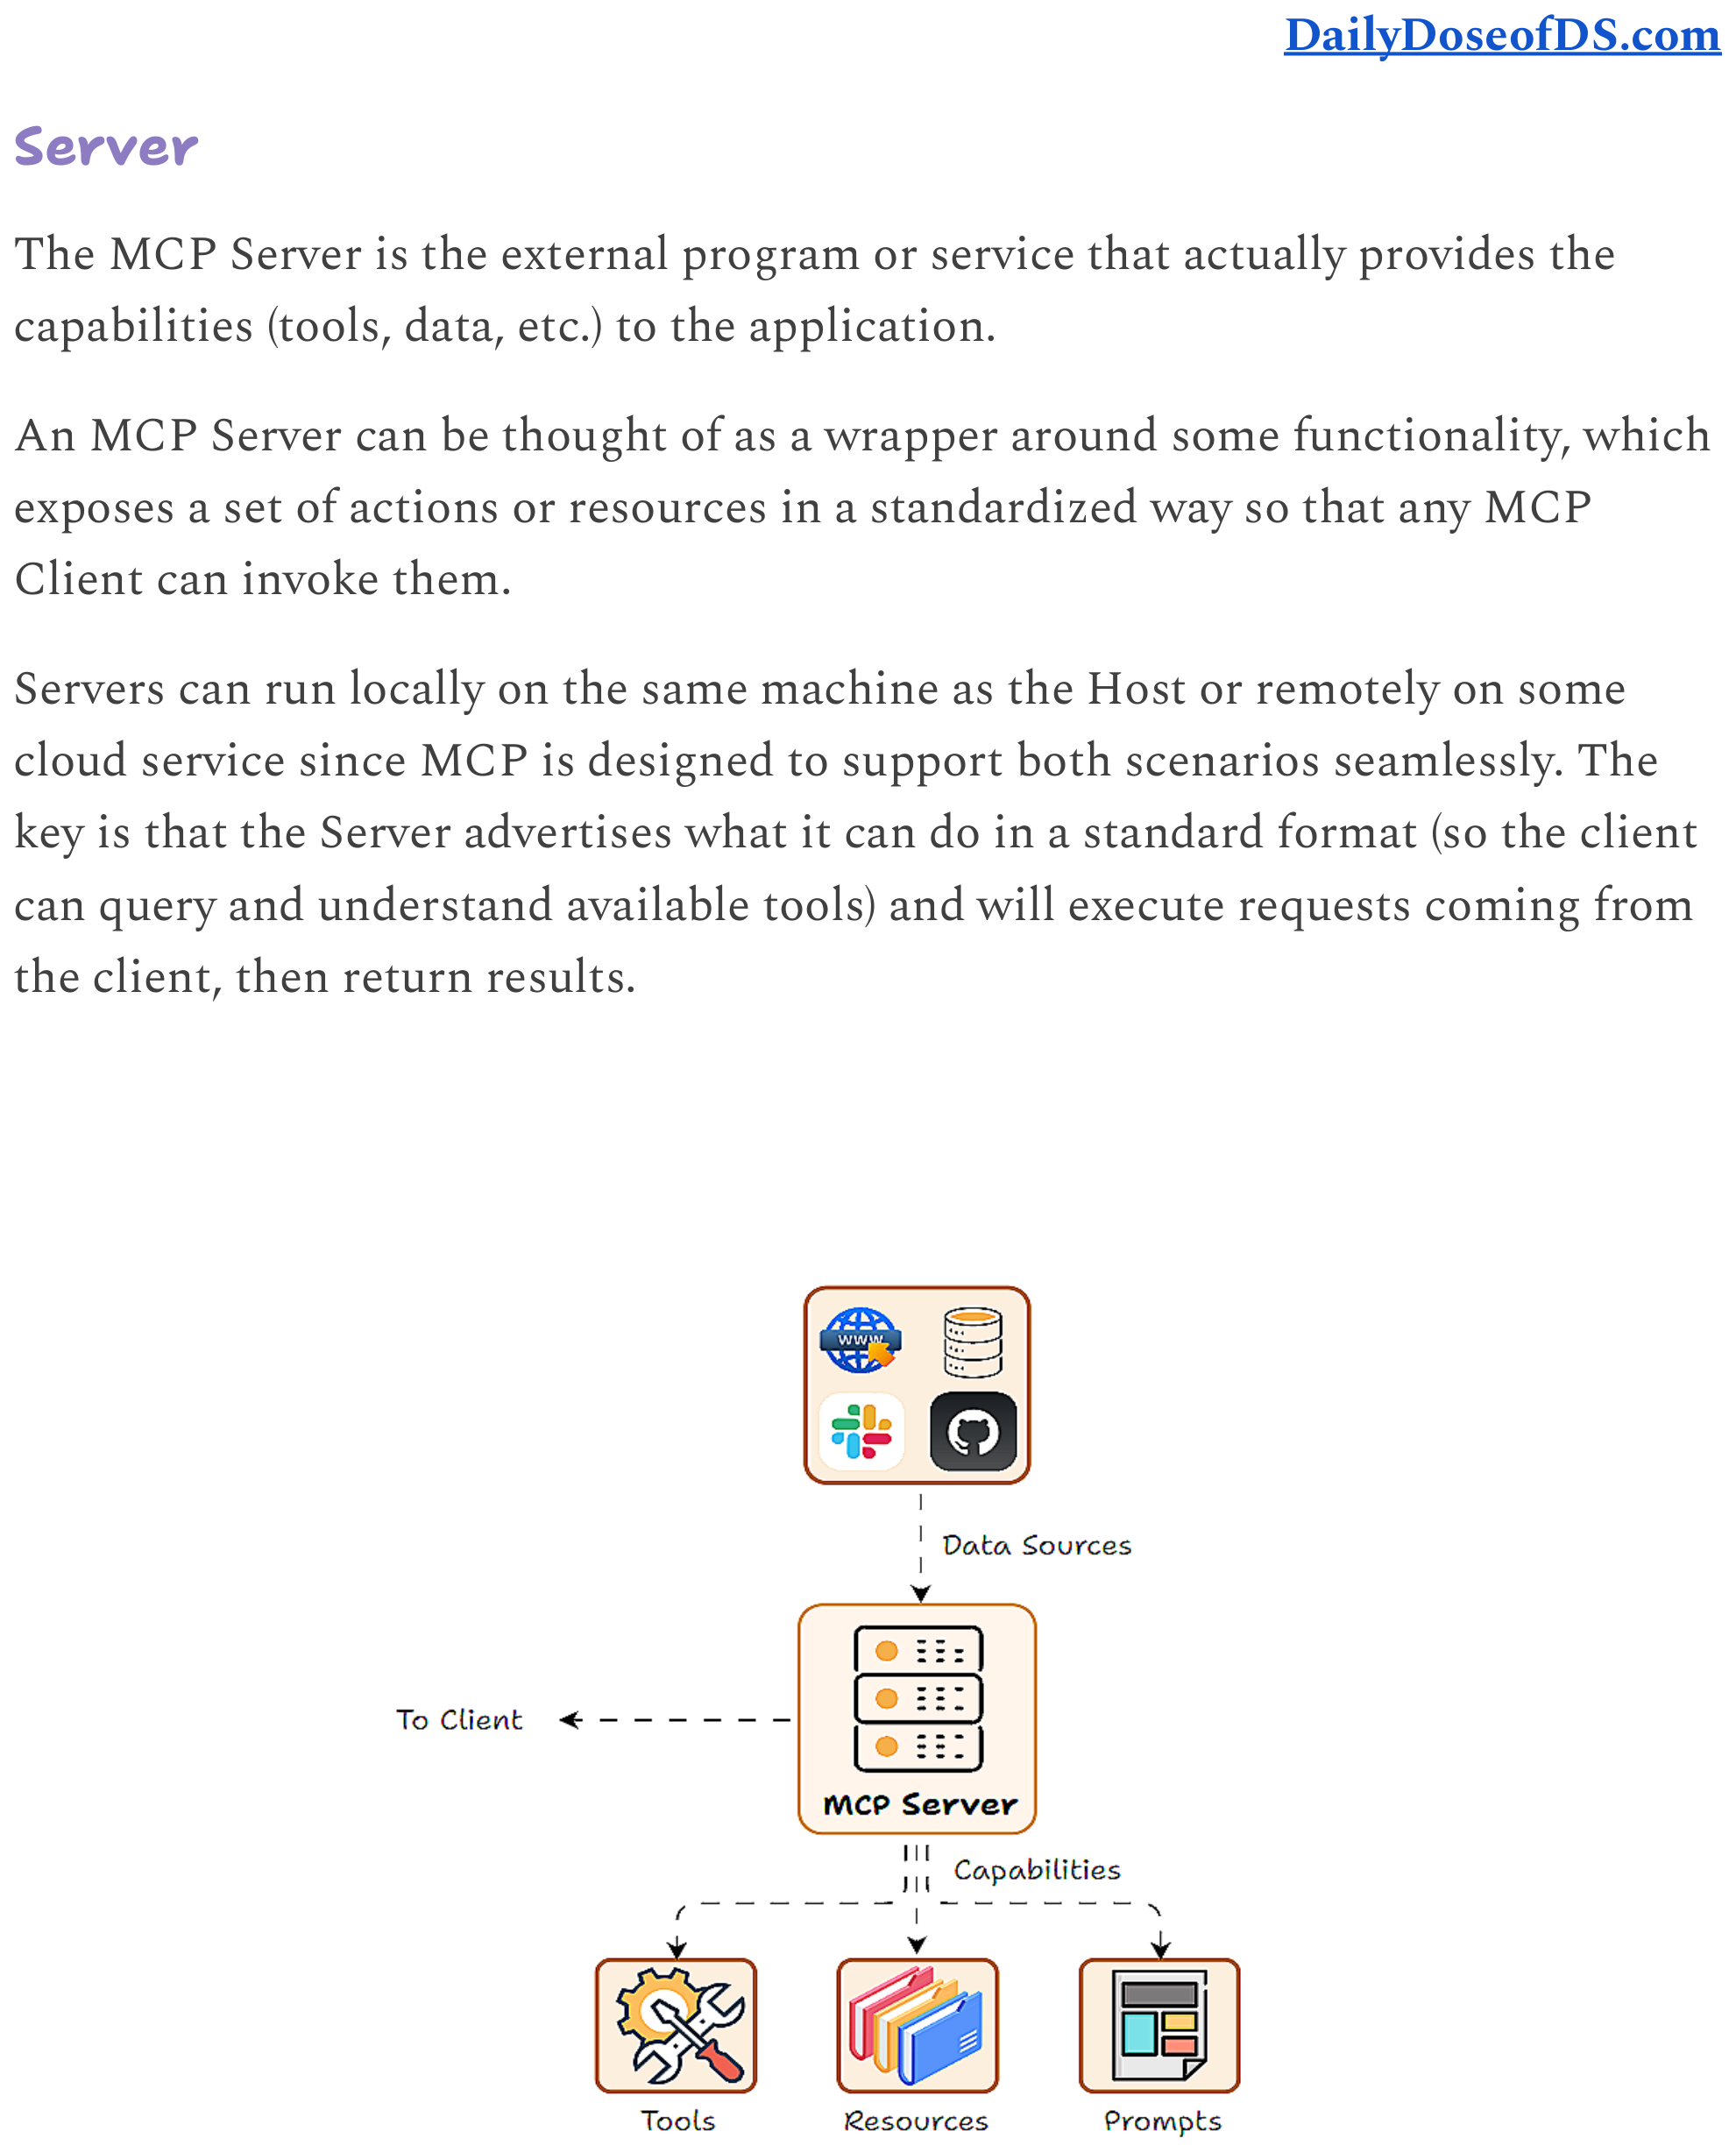 DailyDoseofDS.com
Server
The MCP Server is the external program or service that actually provides the
capabilities (tools, data, etc.) to the application.
An MCP Server can be thought of as a wrapper around some functionality, which
exposes a set of actions or resources in a standardized way so that any MCP
Client can invoke them.
Servers can run locally on the same machine as the Host or remotely on some
cloud service since MCP is designed to support both scenarios seamlessly. The
key is that the Server advertises what it can do in a standard format (so the client
can query and understand available tools) and will execute requests coming from
the client, then return results.
WWW
Data Sources
To Client
MCP Server
Capabilities
Tools
Resources
Prompts